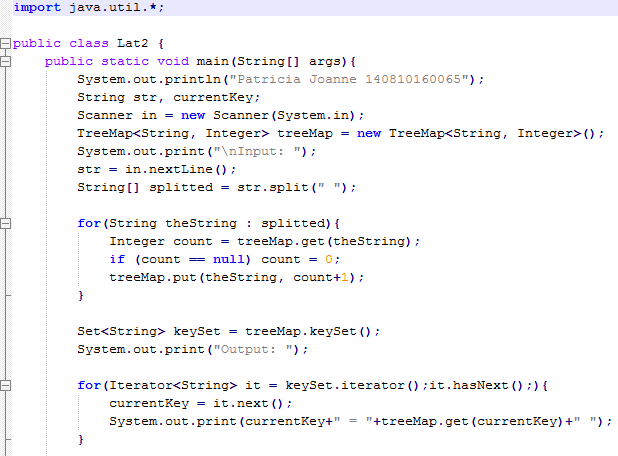 import java.util.*;
public class Lat2 {
public static void main(String[] args){
System.out.println("Patricia Joanne 140810160065");
String str, currentKey;
Scanner in = new Scanner(System.in);
TreeMap<String, Integer> treeMap = new TreeMap<String, Integer>();
System.out.print("\nInput: ");
str = in.nextLine();
String[] splitted = str.split(" ");
for(String theString : splitted){
Integer count = treeMap.get(theString);
if (count == null) count = 0;
treeMap.put(theString, count+1);
}
Set<String> keySet = treeMap.keySet();
System.out.print("Output: ");
for(Iterator<String> it = keySet.iterator();it.hasNext();){
currentKey = it.next();
System.out.print(currentKey+" = "+treeMap.get(currentKey)+" ");
}